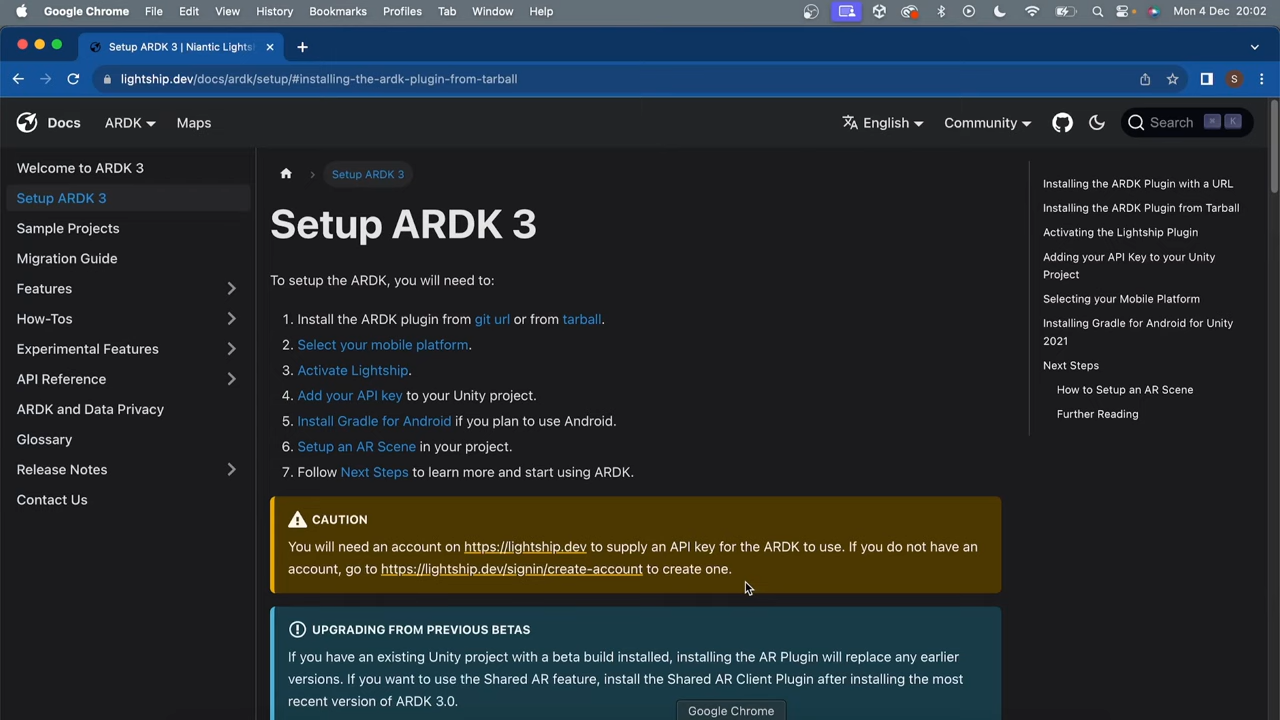 Google Chrome File Edit View History Bookmarks Profiles Tab Window Help Mon 4 Dec 20:02
Setup ARDK 3 | Niantic Lights
lightship.dev/docs/ardk/setup/#installing-the-ardk-plugin-from-tarball S
Docs ARDK Maps English Community Search ⌘ K
Welcome to ARDK 3
Setup ARDK 3
Sample Projects
Migration Guide
Features
How-Tos
Experimental Features
API Reference
ARDK and Data Privacy
Glossary
Release Notes
Contact Us
Setup ARDK 3
Setup ARDK 3
To setup the ARDK, you will need to:
1. Install the ARDK plugin from git url or from tarball.
2. Select your mobile platform.
3. Activate Lightship.
4. Add your API key to your Unity project.
5. Install Gradle for Android if you plan to use Android.
6. Setup an AR Scene in your project.
7. Follow Next Steps to learn more and start using ARDK.
CAUTION
You will need an account on https://lightship.dev to supply an API key for the ARDK to use. If you do not have an
account, go to https://lightship.dev/signin/create-account to create one.
UPGRADING FROM PREVIOUS BETAS
If you have an existing Unity project with a beta build installed, installing the AR Plugin will replace any earlier
versions. If you want to use the Shared AR feature, install the Shared AR Client Plugin after installing the most
recent version of ARDK 3.0.
Google Chrome
Installing the ARDK Plugin with a URL
Installing the ARDK Plugin from Tarball
Activating the Lightship Plugin
Adding your API Key to your Unity
Project
Selecting your Mobile Platform
Installing Gradle for Android for Unity
2021
Next Steps
How to Setup an AR Scene
Further Reading